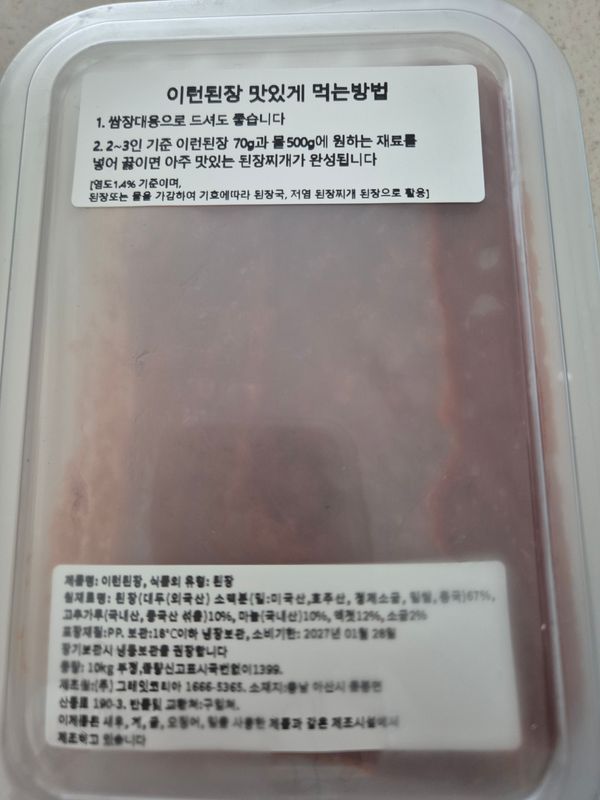 이런된장 맛있게 먹는방법
1. 쌈장대용으로 드셔도 좋습니다
2. 2~3인 기준 이런된장 70g과 물500g에 원하는 재료를
넣어 끓이면 아주 맛있는 된장찌개가 완성됩니다
[염도1.4% 기준이며,
된장또는 물을 가감하여 기호에따라 된장국, 저염 된장찌개 된장으로 활용]
제품명: 이런된장, 식품의 유형: 된장
원재료명: 된장(대두(외국산) 소맥분(밀:미국산,호주산, 정제소금, 밀쌀, 종국)67%,
고추가루(국내산, 중국산 섞음)10%, 마늘(국내산)10%, 액젓12%, 소금2%
포장재질:PP. 보관:18°C이하 냉장보관, 소비기한: 2027년 01월 28일
장기보관시 냉동보관를 권장합니다
중량: 10kg 부정,불량신고표시국번없이1399.
제조원:(주) 그레잇코리아 1666-5365. 소재지:충남 아산시
산동로 190-3. 반품및 교환처:구입처.
이제품은 새우, 게, 굴, 오징어, 밀을 사용한 제품과 같은 제조시설에서
제조하고 있습니다